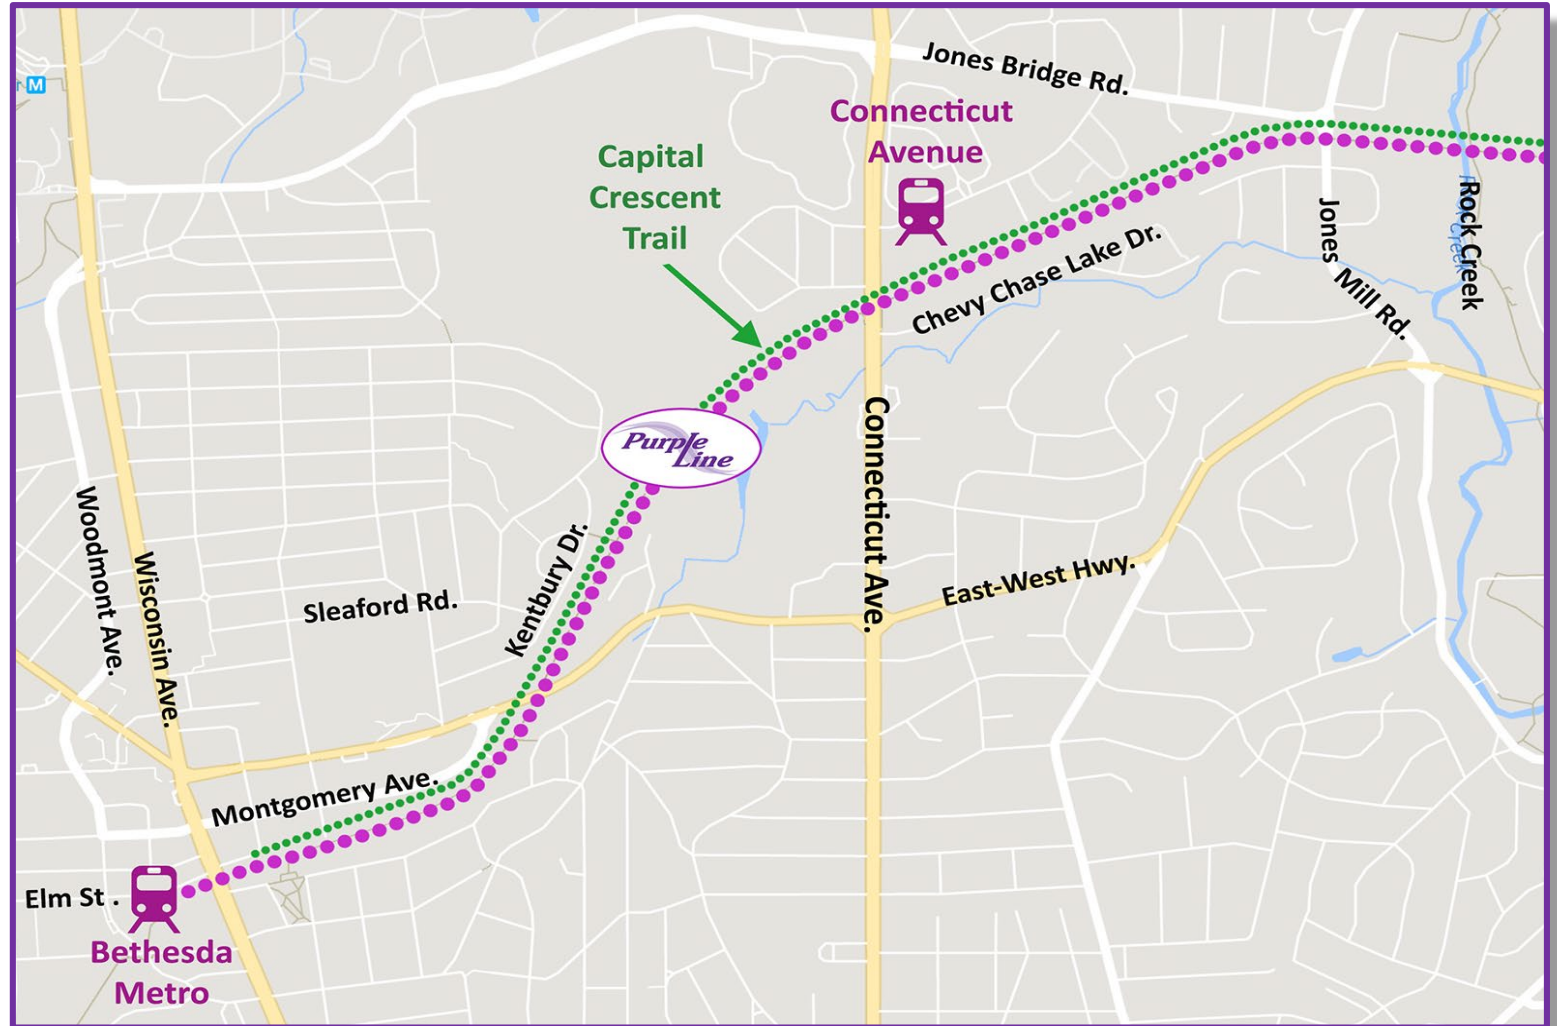 Jones Bridge Rd.
M
Connecticut
Avenue
Capital
Crescent
Trail
Rock Creek
Creek
Jones Mill Rd.
Chevy Chase Lake Dr.
Purple
Line
Connecticut Ave.
Woodmont Ave.
Wisconsin Ave.
Kentbury Dr.
East-West Hwy.
Sleaford Rd.
Montgomery Ave.
Elm St .
Bethesda
Metro